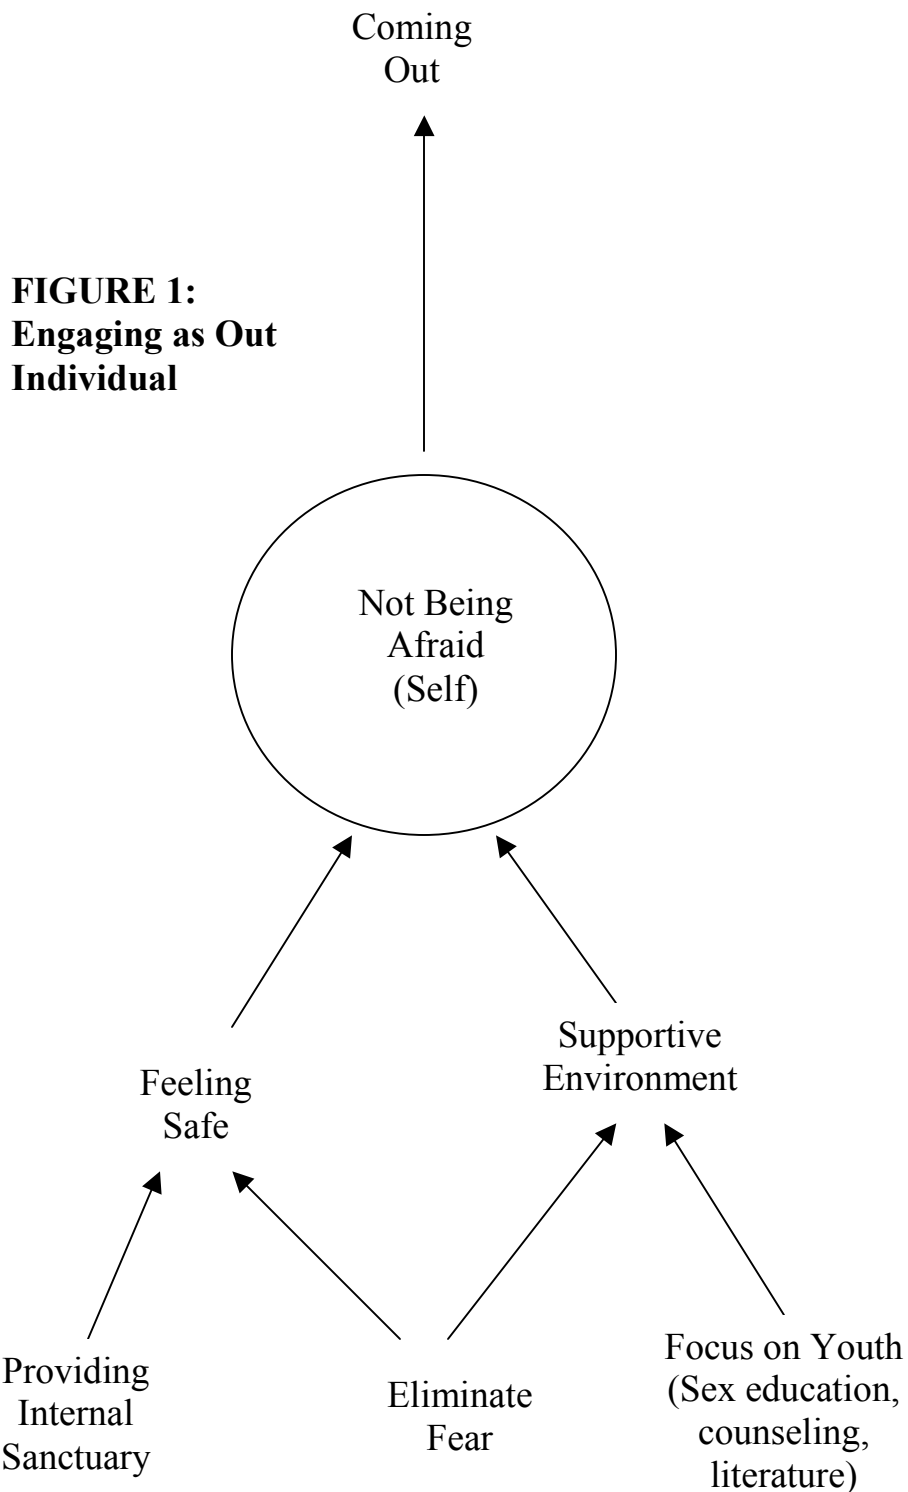 Coming
Out
FIGURE 1:
Engaging as Out
Individual
Not Being
Afraid
(Self)
Supportive
Environment
Feeling
Safe
Providing
Internal
Sanctuary
Eliminate
Fear
Focus on Youth
(Sex education,
counseling,
literature)